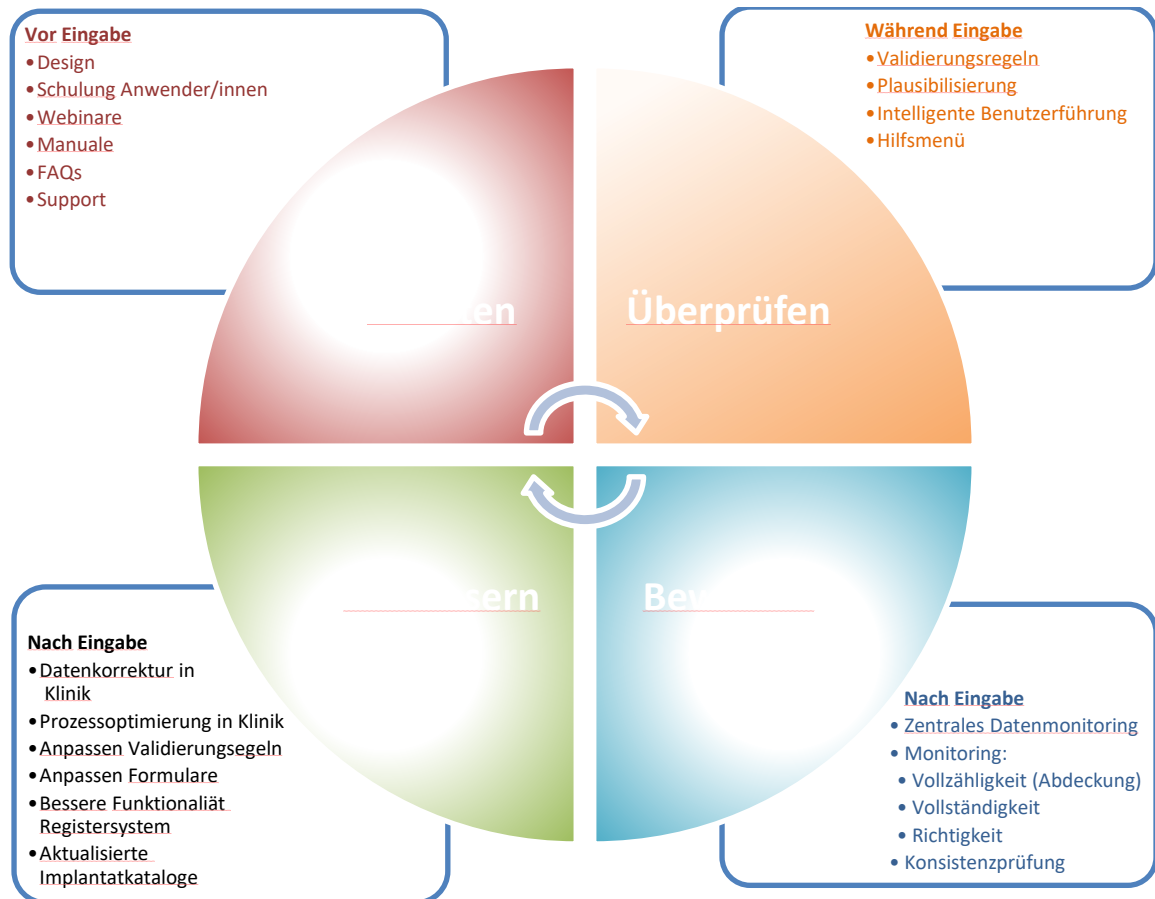 Vor Eingabe
•Design
•Schulung Anwender/innen
•Webinare
•Manuale
•FAQs
•Support
Während Eingabe
•Validierungsregeln
•Plausibilisierung
•Intelligente Benutzerführung
•Hilfsmenü
Überprüfen
Nach Eingabe
•Datenkorrektur in
Klinik
•Prozessoptimierung in Klinik
•Anpassen Validierungsegeln
•Anpassen Formulare
•Bessere Funktionaliät
Registersystem
•Aktualisierte
Implantatkataloge
Nach Eingabe
• Zentrales Datenmonitoring
• Monitoring:
• Vollzähligkeit (Abdeckung)
• Vollständigkeit
• Richtigkeit
• Konsistenzprüfung